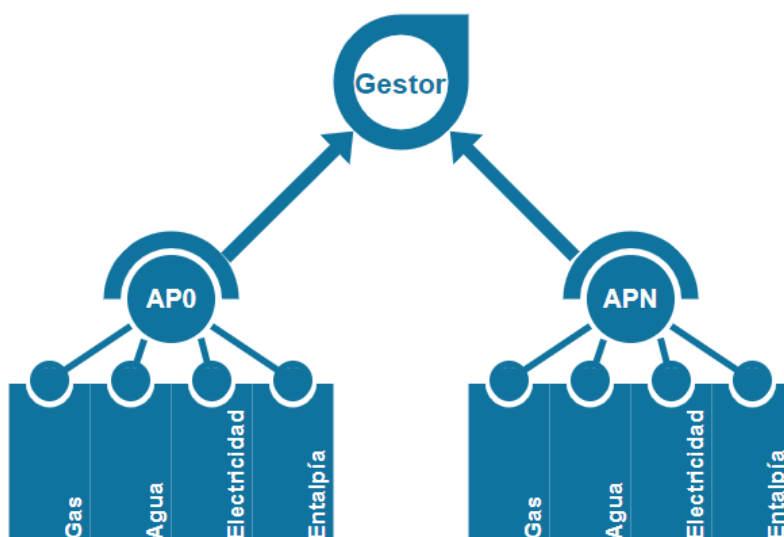 Gestor
AP0
APN
Gas
Agua
Electricidad
Entalpía
Gas
Agua
Electricidad
Entalpía